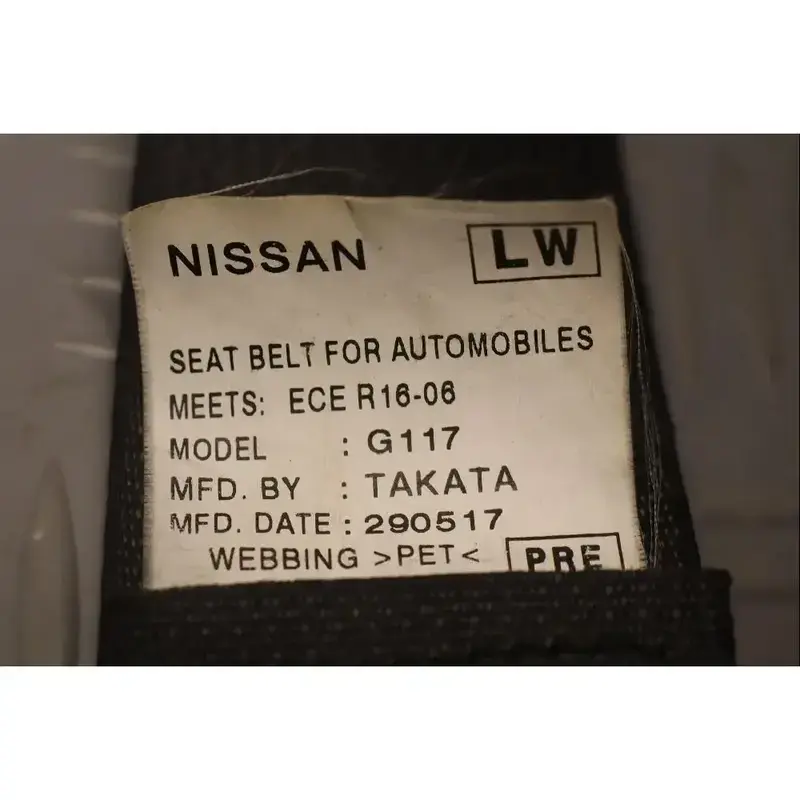 NISSAN LW
SEAT BELT FOR AUTOMOBILES
MEETS: ECE R16-06
MODEL : G117
MFD. BY : TAKATA
MFD. DATE : 290517
WEBBING >PET< PRE